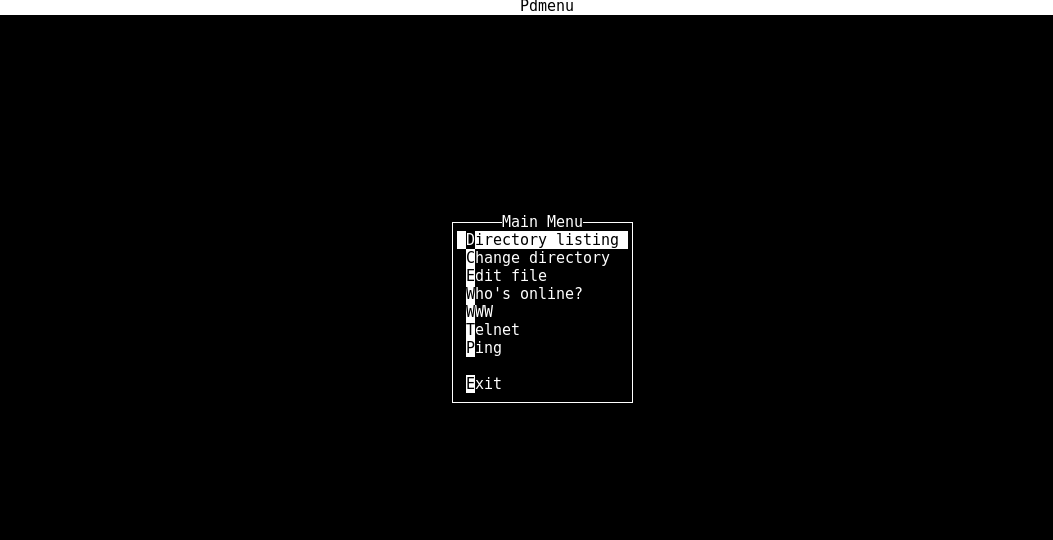 Pdmenu
Main Menu
Directory listing
Change directory
Edit file
Who's online?
WWW
Telnet
Ping
Exit